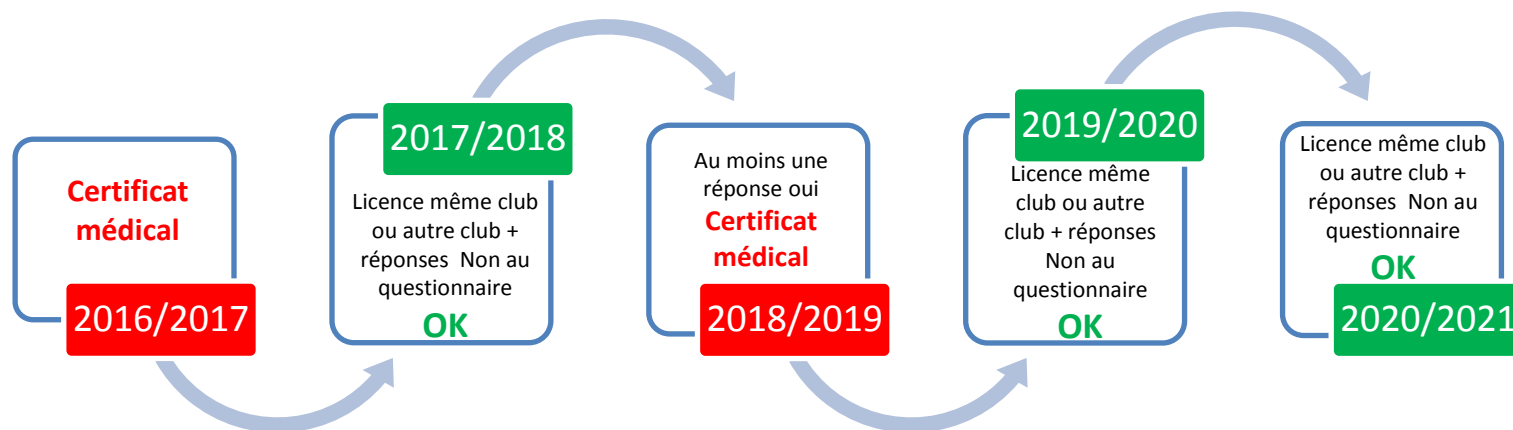 Certificat
médical
2016/2017
2017/2018
Licence même club
ou autre club +
réponses Non au
questionnaire
OK
Au moins une
réponse oui
Certificat
médical
2018/2019
2019/2020
Licence même
club ou autre
club + réponses
Non au
questionnaire
OK
Licence même club
ou autre club +
réponses Non au
questionnaire
OK
2020/2021